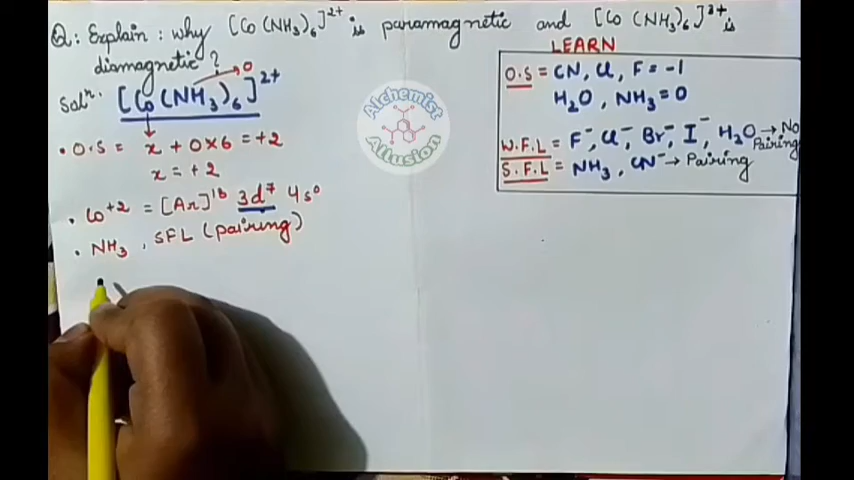 Q: Explain : why [Co(NH₃)₆]²⁺ is paramagnetic and [Co(NH₃)₆]³⁺ is
diamagnetic ?
Solⁿ. [Co(NH₃)₆]²⁺ → 0
• O.S = x + 0×6 = +2
x = +2
• Co⁺² = [Ar]¹⁸ 3d⁷ 4s⁰
• NH₃ , SFL (pairing)
Alchemist
Allusion
LEARN
O.S = CN, Cl, F = -1
H₂O, NH₃ = 0
W.F.L = F⁻, Cl⁻, Br⁻, I⁻, H₂O → No Pairing
S.F.L = NH₃, CN⁻ → Pairing